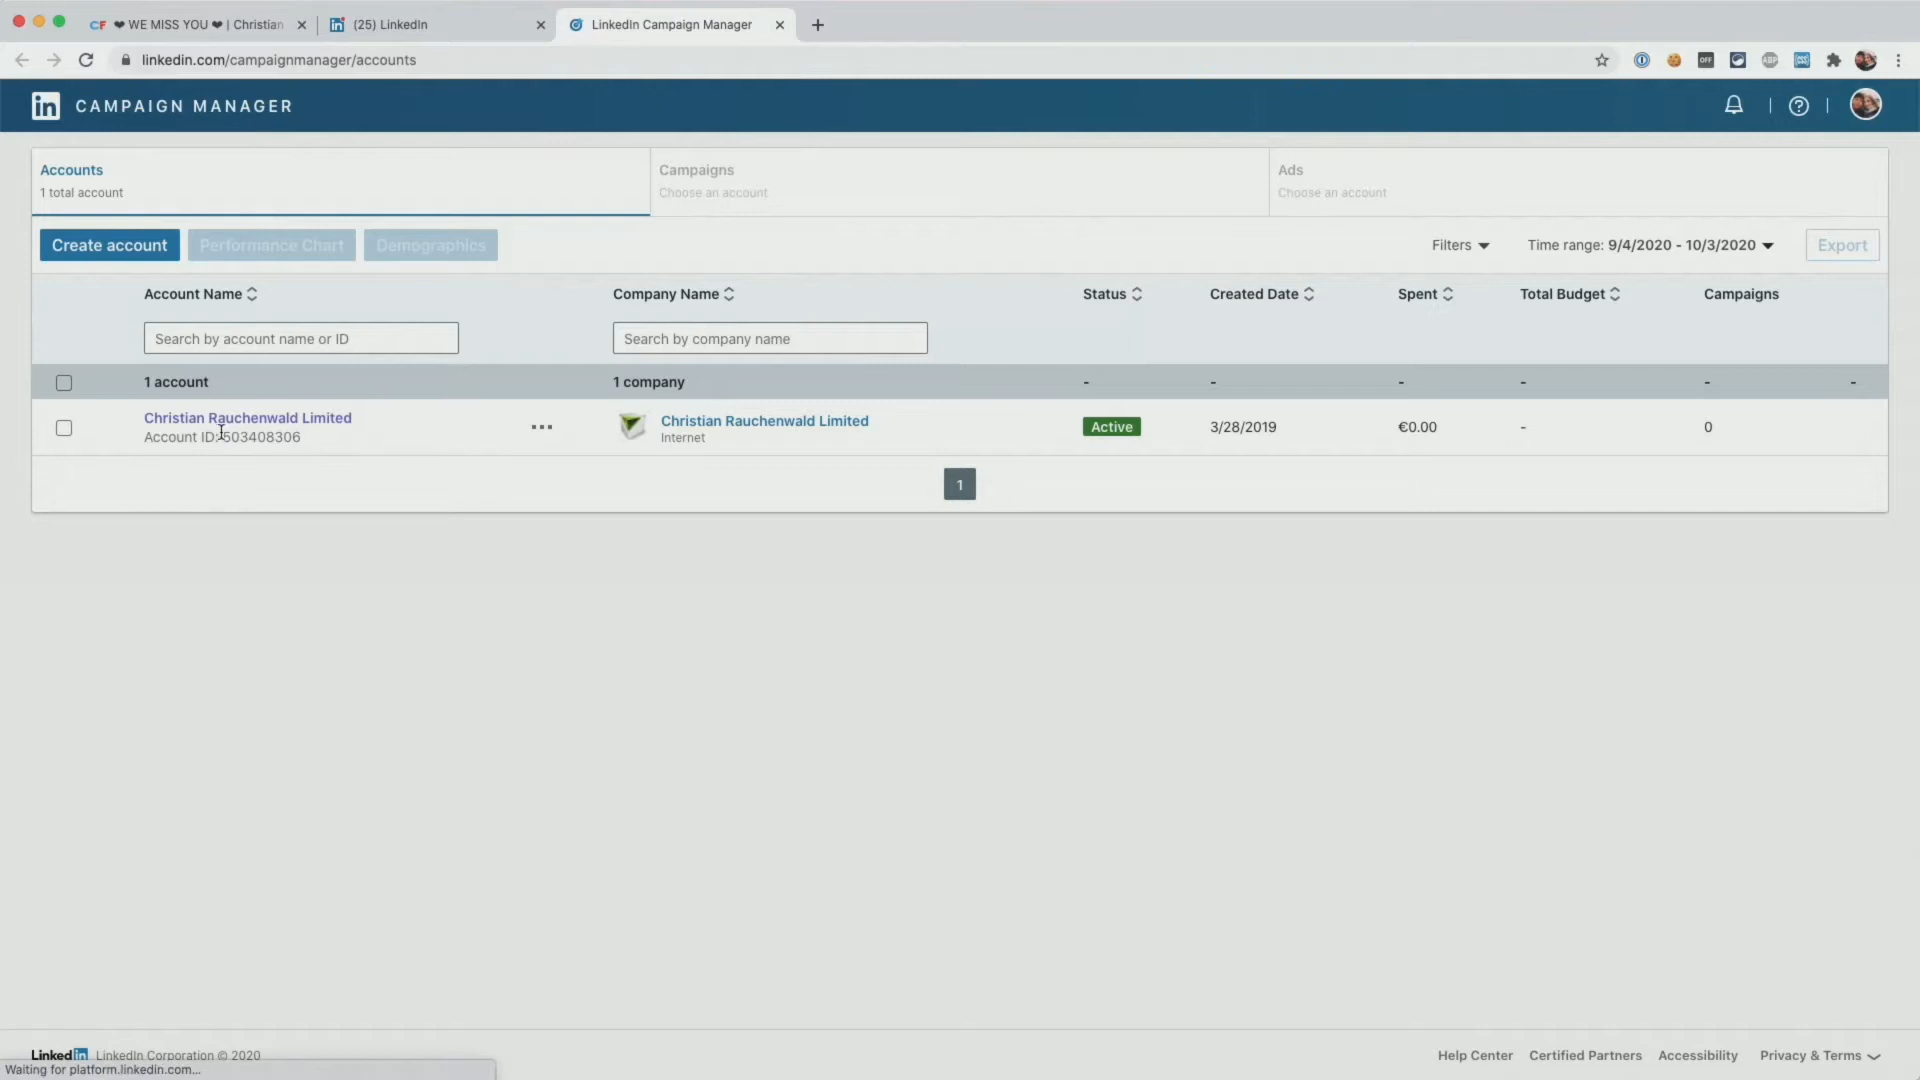 CF ❤ WE MISS YOU ❤ | Christian
(25) LinkedIn
LinkedIn Campaign Manager
linkedin.com/campaignmanager/accounts
OFF
ABP
in CAMPAIGN MANAGER
Accounts
1 total account
Campaigns
Choose an account
Ads
Choose an account
Create account
Performance Chart
Demographics
Filters
Time range: 9/4/2020 - 10/3/2020
Export
Account Name
Company Name
Status
Created Date
Spent
Total Budget
Campaigns
Search by account name or ID
Search by company name
1 account
1 company
- - - - - -
Christian Rauchenwald Limited
Account ID: 503408306
Christian Rauchenwald Limited
Internet
Active
3/28/2019
€0.00
-
0
1
LinkedIn LinkedIn Corporation © 2020
Help Center
Certified Partners
Accessibility
Privacy & Terms
Waiting for platform.linkedin.com...